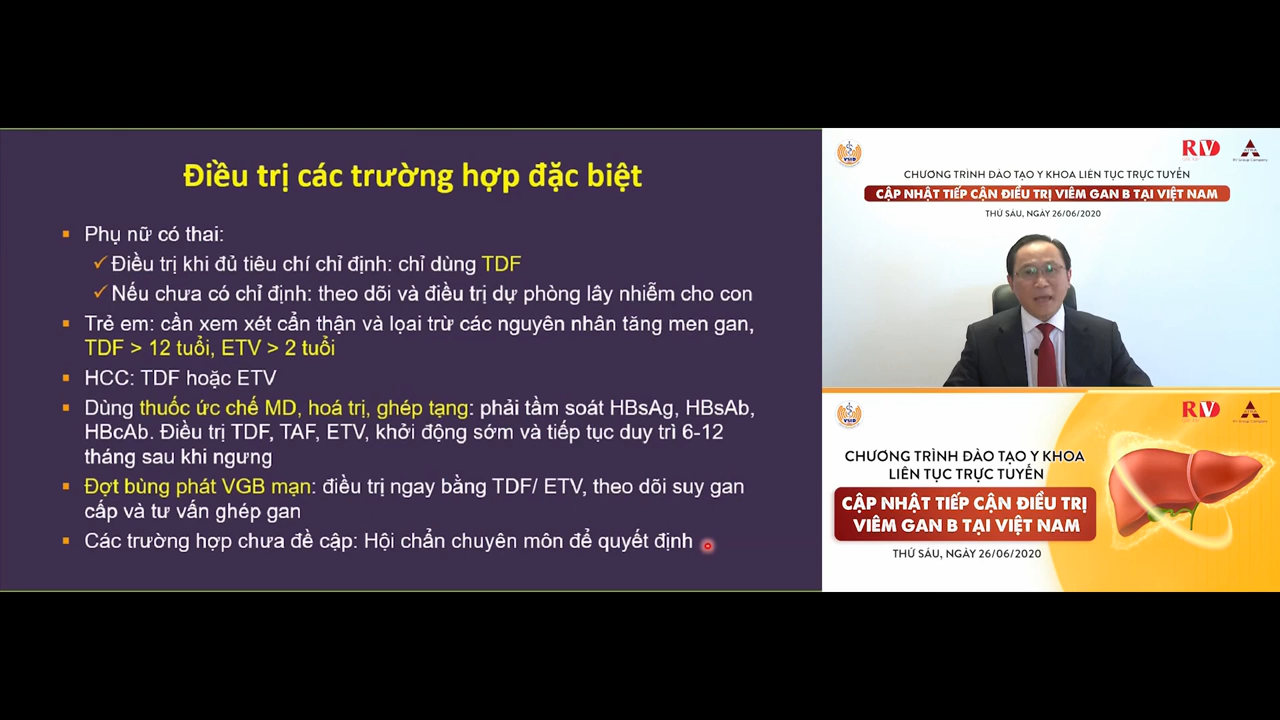 Điều trị các trường hợp đặc biệt
▪ Phụ nữ có thai:
✓Điều trị khi đủ tiêu chí chỉ định: chỉ dùng TDF
✓Nếu chưa có chỉ định: theo dõi và điều trị dự phòng lây nhiễm cho con
▪ Trẻ em: cần xem xét cẩn thận và lọai trừ các nguyên nhân tăng men gan,
TDF > 12 tuổi, ETV > 2 tuổi
▪ HCC: TDF hoặc ETV
▪ Dùng thuốc ức chế MD, hoá trị, ghép tạng: phải tầm soát HBsAg, HBsAb,
HBcAb. Điều trị TDF, TAF, ETV, khởi động sớm và tiếp tục duy trì 6-12
tháng sau khi ngưng
▪ Đợt bùng phát VGB mạn: điều trị ngay bằng TDF/ ETV, theo dõi suy gan
cấp và tư vấn ghép gan
▪ Các trường hợp chưa đề cập: Hội chẩn chuyên môn để quyết định
VSID
RV
RV Group Company
CHƯƠNG TRÌNH ĐÀO TẠO Y KHOA LIÊN TỤC TRỰC TUYẾN
CẬP NHẬT TIẾP CẬN ĐIỀU TRỊ VIÊM GAN B TẠI VIỆT NAM
THỨ SÁU, NGÀY 26/06/2020
VSID
RV
RV Group Company
CHƯƠNG TRÌNH ĐÀO TẠO Y KHOA
LIÊN TỤC TRỰC TUYẾN
CẬP NHẬT TIẾP CẬN ĐIỀU TRỊ
VIÊM GAN B TẠI VIỆT NAM
THỨ SÁU, NGÀY 26/06/2020